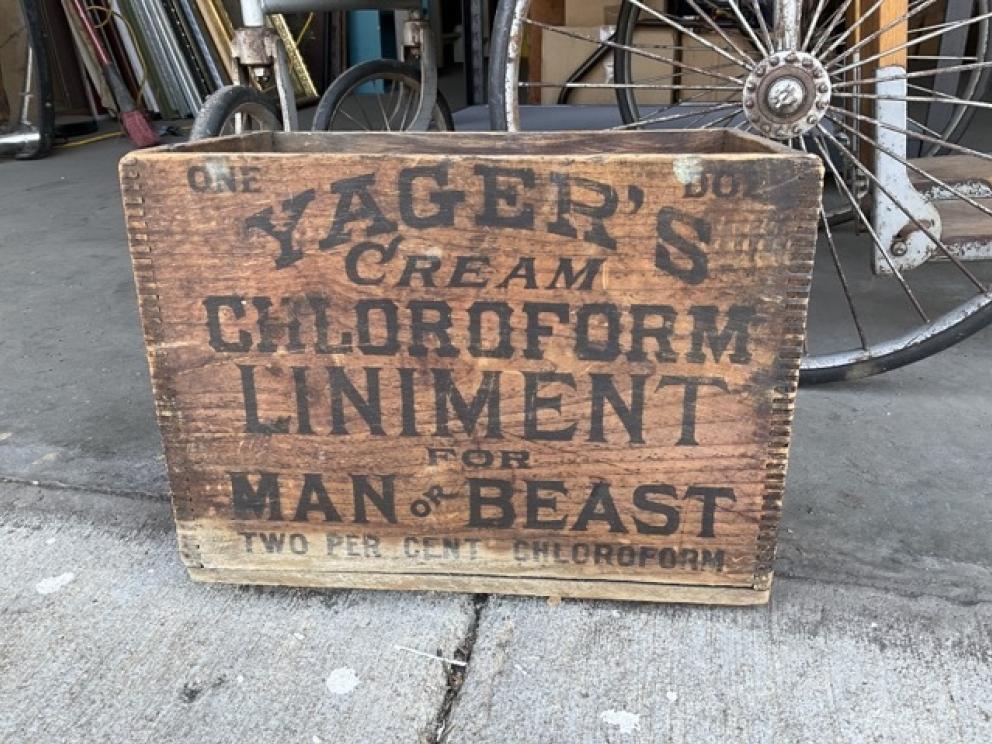 ONE DOZ
YAGER'S
CREAM
CHLOROFORM
LINIMENT
FOR
MAN OR BEAST
TWO PER CENT CHLOROFORM